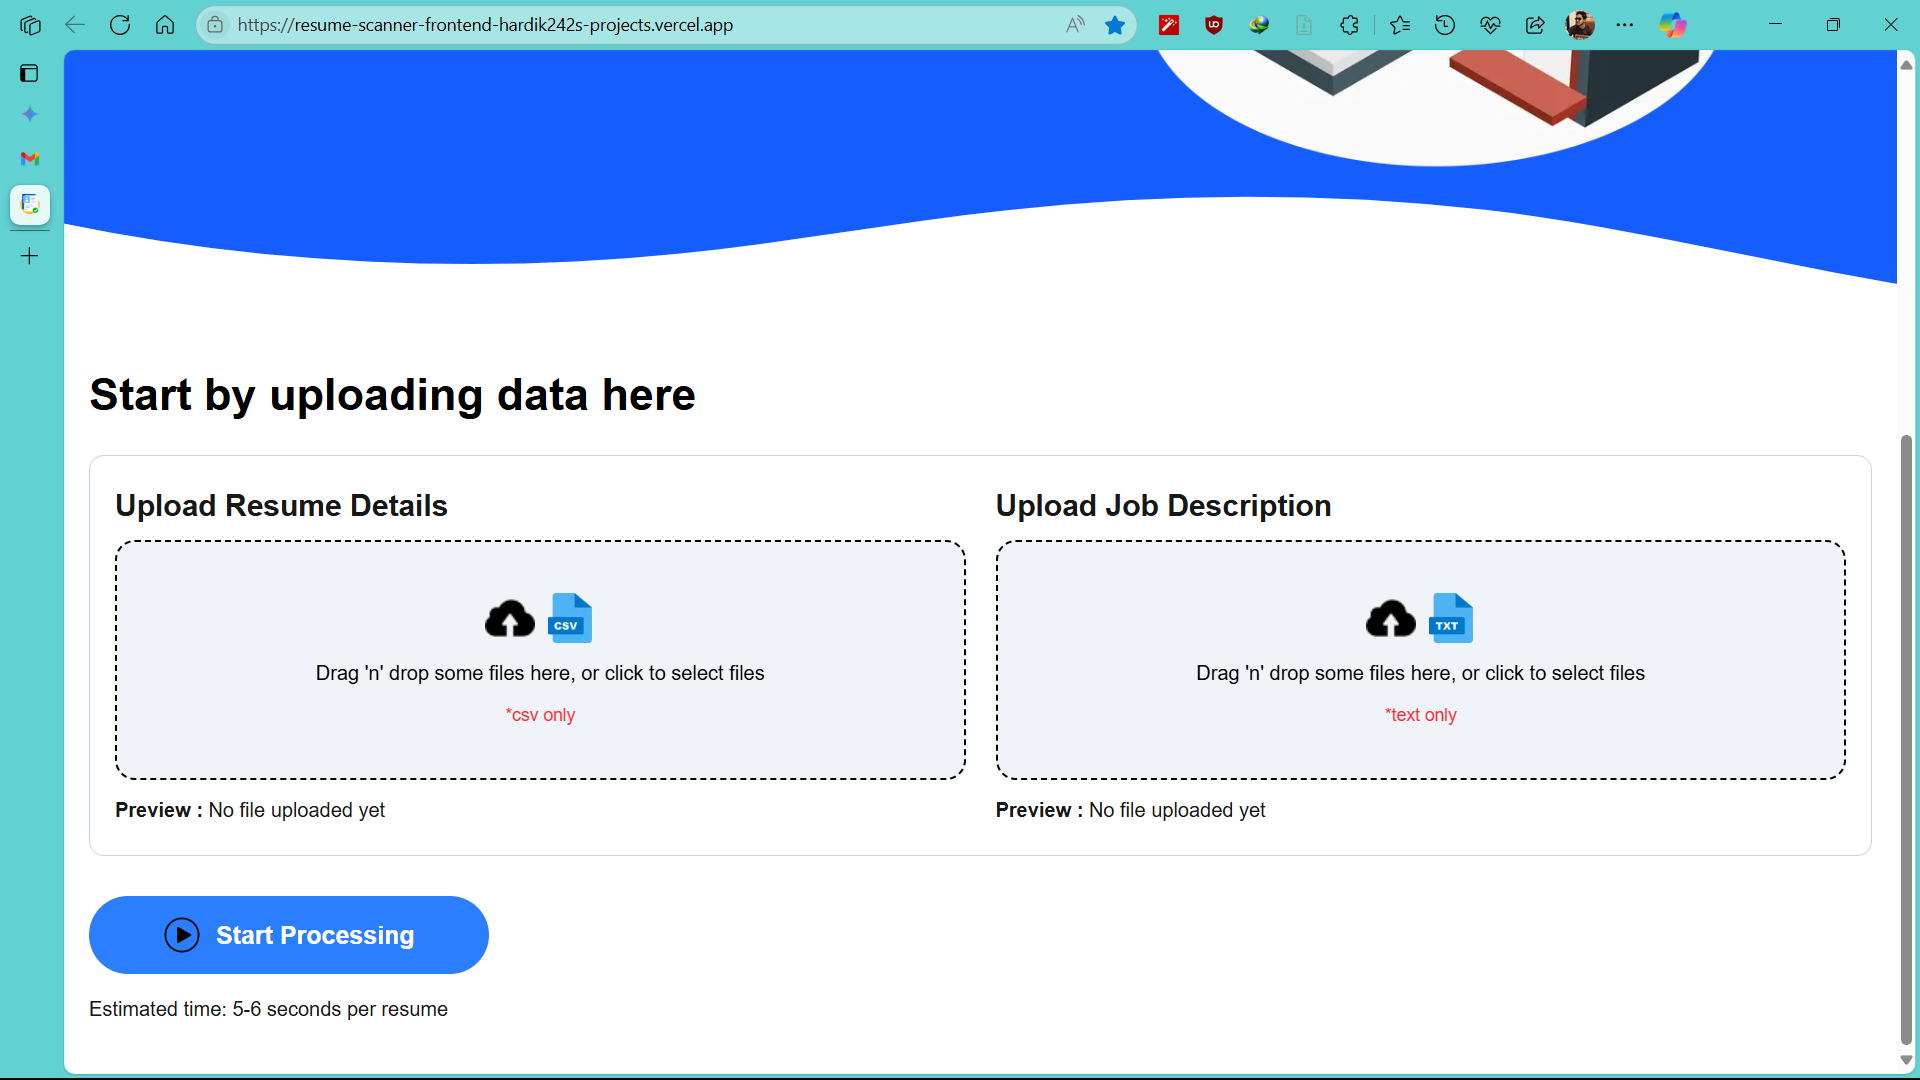 https://resume-scanner-frontend-hardik242s-projects.vercel.app
Start by uploading data here
Upload Resume Details
Upload Job Description
CSV
TXT
Drag 'n' drop some files here, or click to select files
Drag 'n' drop some files here, or click to select files
*csv only
*text only
Preview : No file uploaded yet
Preview : No file uploaded yet
Start Processing
Estimated time: 5-6 seconds per resume